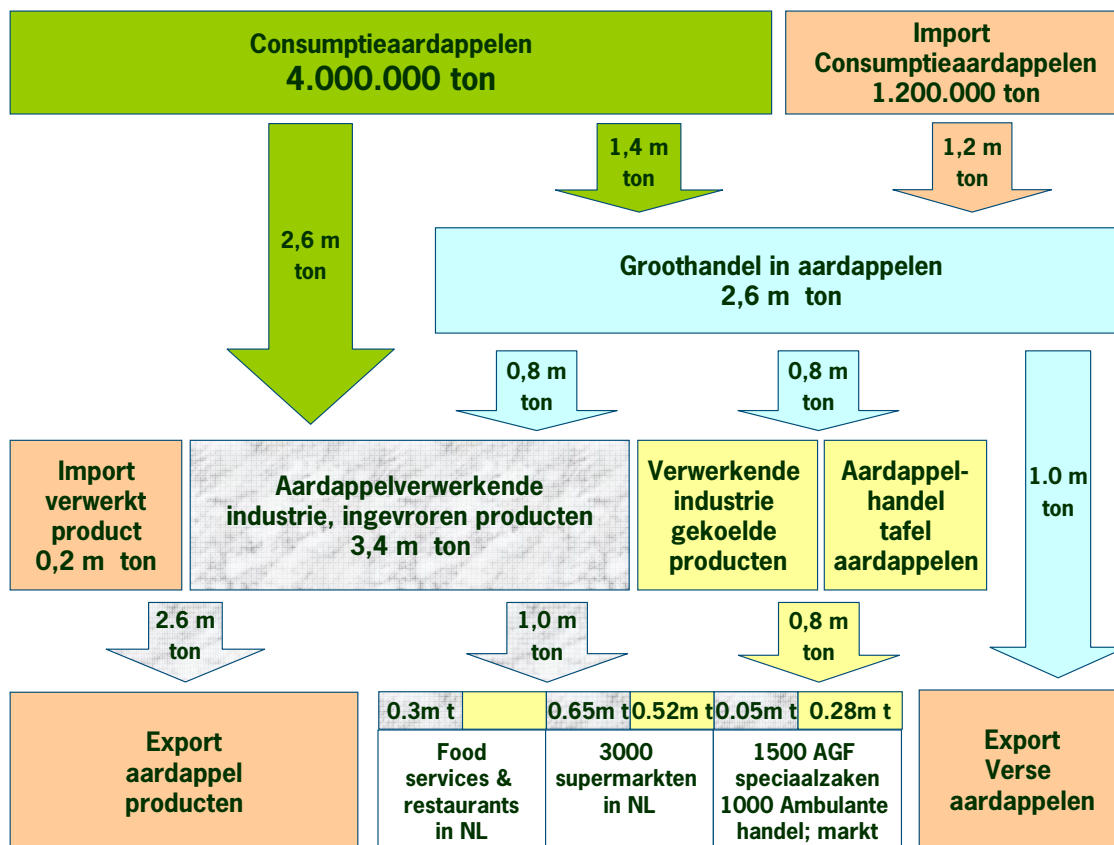 Consumptieaardappelen
4.000.000 ton
Import
Consumptieaardappelen
1.200.000 ton
2,6 m
ton
1,4 m
ton
1,2 m
ton
Groothandel in aardappelen
2,6 m ton
0,8 m
ton
0,8 m
ton
1.0 m
ton
Import
verwerkt
product
0,2 m ton
Aardappelverwerkende
industrie, ingevroren producten
3,4 m ton
Verwerkende
industrie
gekoelde
producten
Aardappel-
handel
tafel
aardappelen
2.6 m
ton
1,0 m
ton
0,8 m
ton
Export
aardappel
producten
0.3m t
0.65m t
0.52m t
0.05m t
0.28m t
Food
services &
restaurants
in NL
3000
supermarkten
in NL
1500 AGF
speciaalzaken
1000 Ambulante
handel; markt
Export
Verse
aardappelen